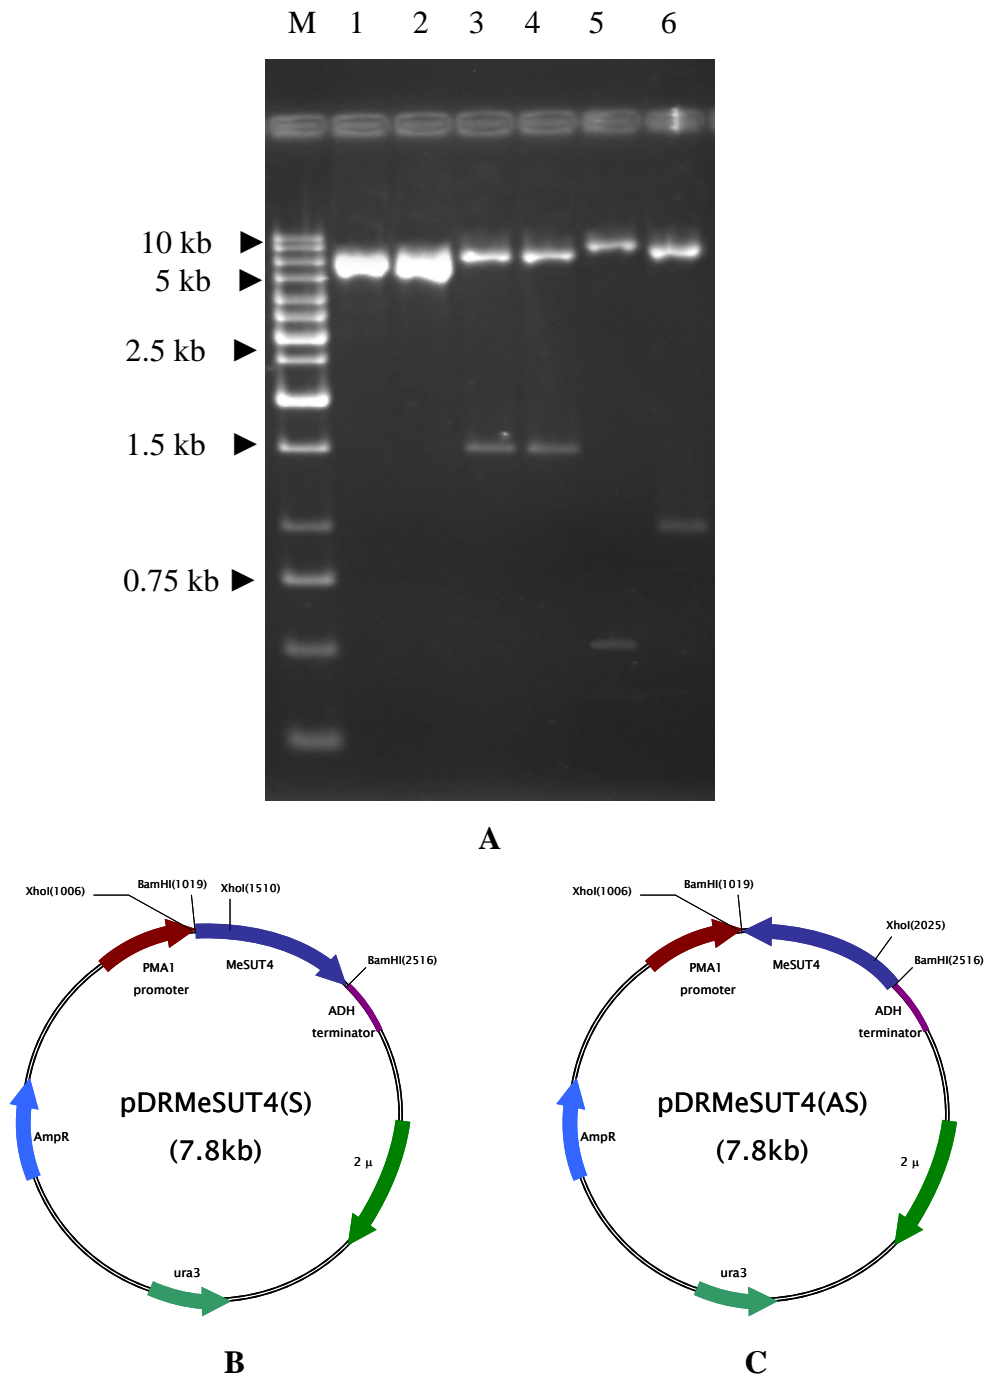 M 1 2 3 4 5 6
10 kb
5 kb
2.5 kb
1.5 kb
0.75 kb
A
XhoI(1006)
BamHI(1019)
XhoI(1510)
PMA1
promoter
MeSUT4
BamHI(2516)
ADH
terminator
pDRMeSUT4(S)
(7.8kb)
AmpR
2 μ
ura3
B
XhoI(1006)
BamHI(1019)
XhoI(2025)
PMA1
promoter
MeSUT4
BamHI(2516)
ADH
terminator
pDRMeSUT4(AS)
(7.8kb)
AmpR
2 μ
ura3
C